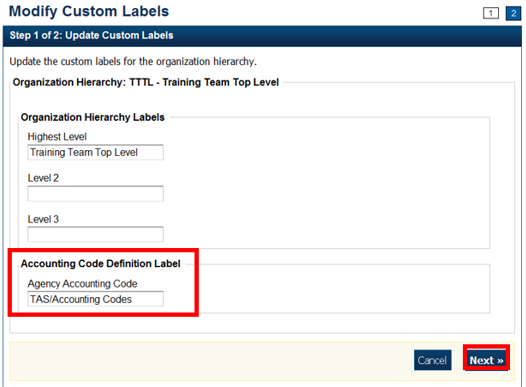 Modify Custom Labels
1 2
Step 1 of 2: Update Custom Labels
Update the custom labels for the organization hierarchy.
Organization Hierarchy: TTTL - Training Team Top Level
Organization Hierarchy Labels
Highest Level
Training Team Top Level
Level 2
Level 3
Accounting Code Definition Label
Agency Accounting Code
TAS/Accounting Codes
Cancel Next »